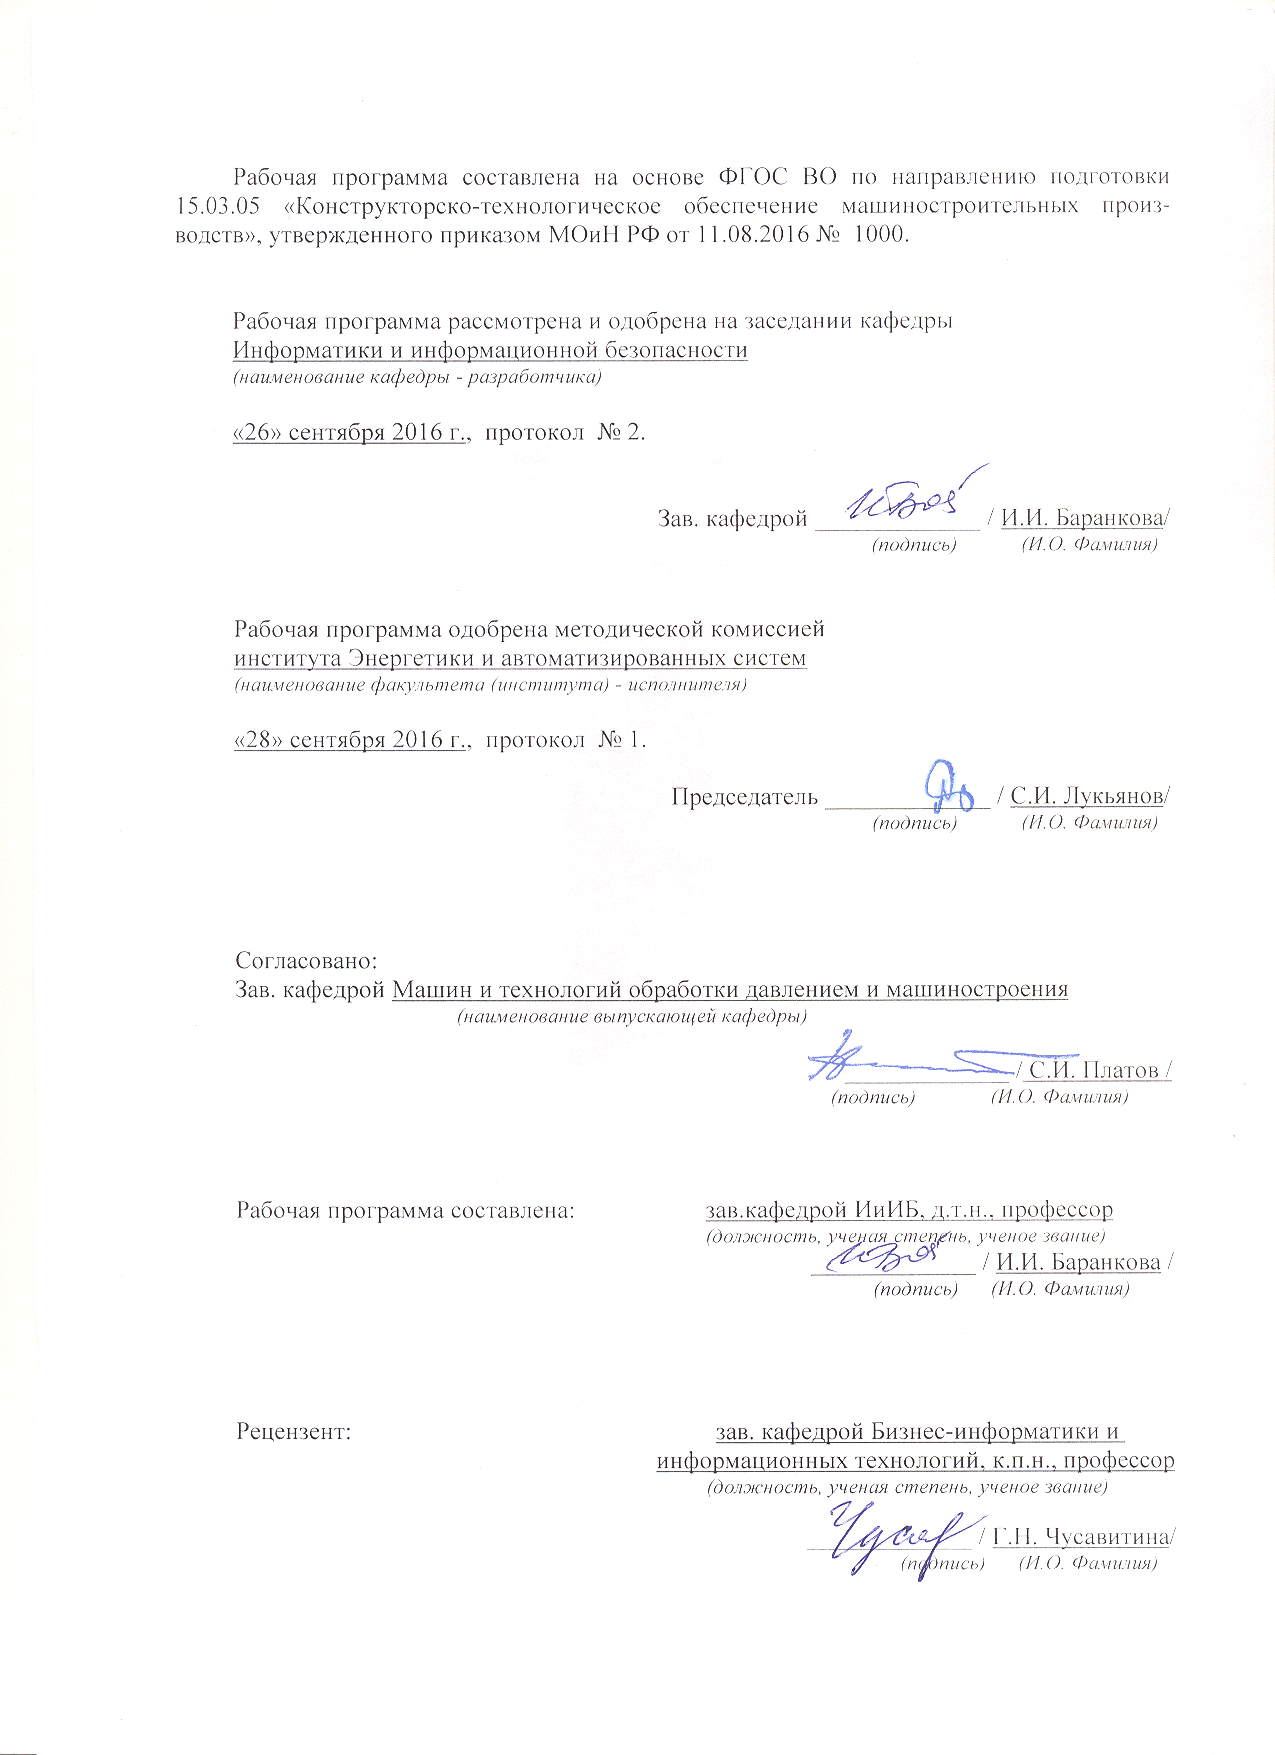 Рабочая программа составлена на основе ФГОС ВО по направлению подготовки
15.03.05 «Конструкторско-технологическое обеспечение машиностроительных произ-
водств», утвержденного приказом МОиН РФ от 11.08.2016 № 1000.
Рабочая программа рассмотрена и одобрена на заседании кафедры
Информатики и информационной безопасности
(наименование кафедры - разработчика)
«26» сентября 2016 г., протокол № 2.
Зав. кафедрой _____________ / И.И. Баранкова/
(подпись) (И.О. Фамилия)
Рабочая программа одобрена методической комиссией
института Энергетики и автоматизированных систем
(наименование факультета (института) - исполнителя)
«28» сентября 2016 г., протокол № 1.
Председатель _____________ / С.И. Лукьянов/
(подпись) (И.О. Фамилия)
Согласовано:
Зав. кафедрой Машин и технологий обработки давлением и машиностроения
(наименование выпускающей кафедры)
_____________/ С.И. Платов /
(подпись) (И.О. Фамилия)
Рабочая программа составлена: зав.кафедрой ИиИБ, д.т.н., профессор
(должность, ученая степень, ученое звание)
_____________ / И.И. Баранкова /
(подпись) (И.О. Фамилия)
Рецензент: зав. кафедрой Бизнес-информатики и
информационных технологий, к.п.н., профессор
(должность, ученая степень, ученое звание)
_____________ / Г.Н. Чусавитина/
(подпись) (И.О. Фамилия)